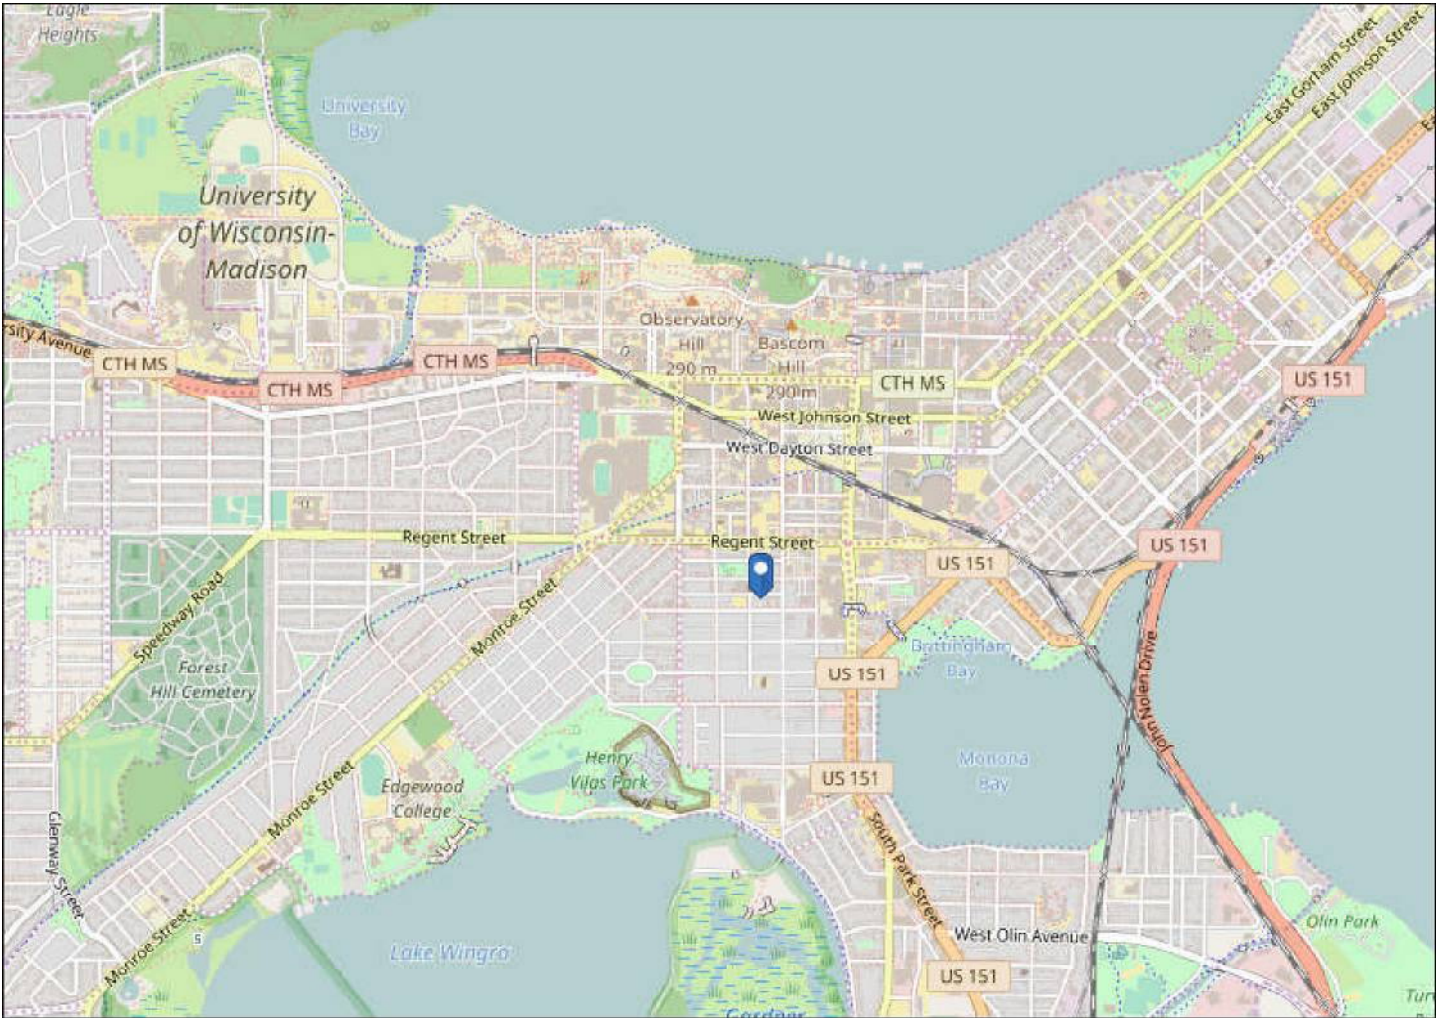 Eagle
Heights
University
Bay
East Gorham Street
East Johnson Street
University
of Wisconsin-
Madison
Observatory
Hill
290 m
Bascom
Hill
290 m
rsity Avenue
CTH MS
CTH MS
CTH MS
CTH MS
US 151
West Johnson Street
West Dayton Street
Regent Street
Regent Street
US 151
US 151
Speedway Road
Monroe Street
Forest
Hill Cemetery
Brittingham
Bay
US 151
John Nolen Drive
Henry
Vilas Park
Monona
Bay
US 151
Edgewood
College
Monroe Street
Glenway Street
South Park Street
Monroe Street
5
Lake Wingra
West Olin Avenue
Olin Park
US 151
Gardner
Tur